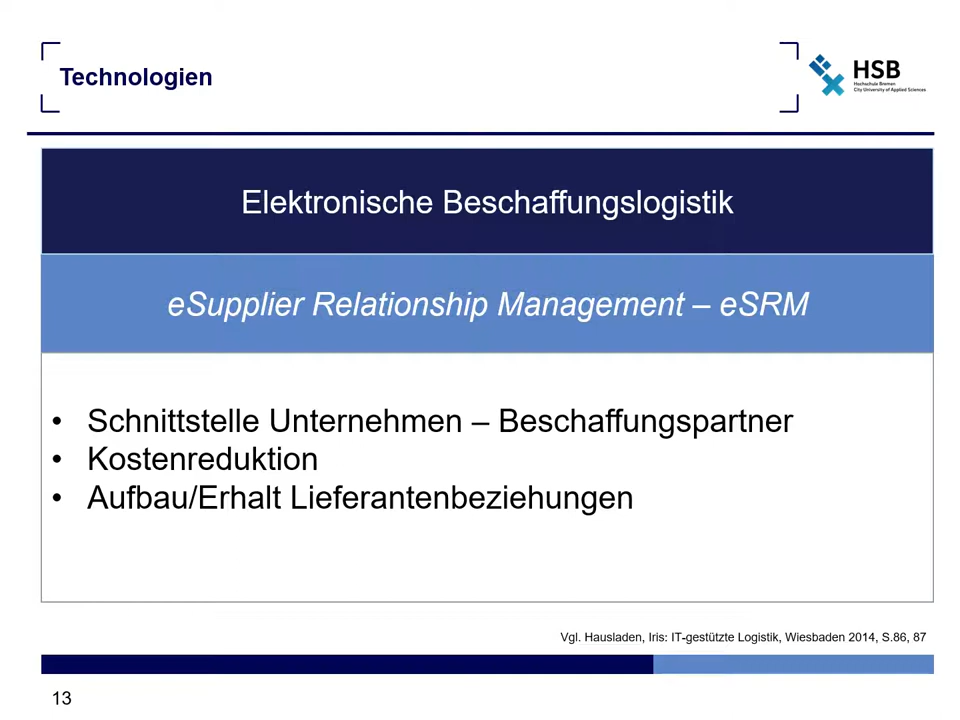 Technologien
HSB
Hochschule Bremen
City University of Applied Sciences
Elektronische Beschaffungslogistik
eSupplier Relationship Management – eSRM
• Schnittstelle Unternehmen – Beschaffungspartner
• Kostenreduktion
• Aufbau/Erhalt Lieferantenbeziehungen
Vgl. Hausladen, Iris: IT-gestützte Logistik, Wiesbaden 2014, S.86, 87
13